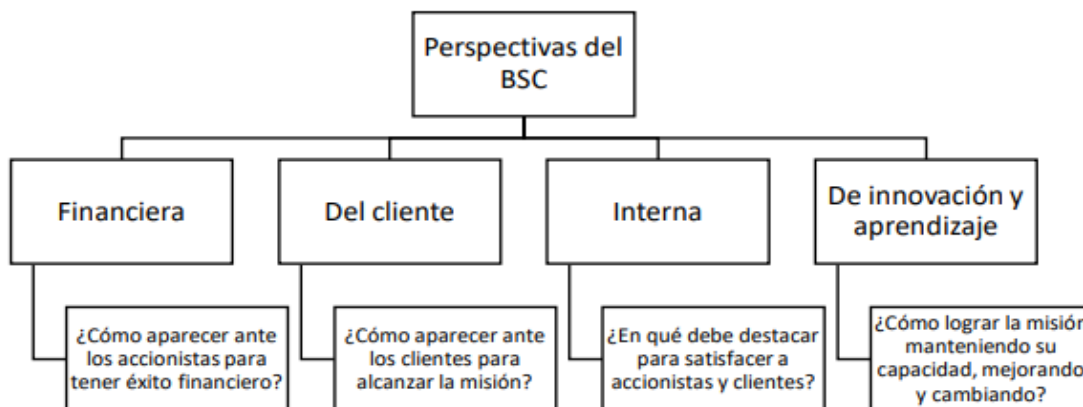 Perspectivas del
BSC
Financiera
Del cliente
Interna
De innovación y
aprendizaje
¿Cómo aparecer ante
los accionistas para
tener éxito financiero?
¿Cómo aparecer ante
los clientes para
alcanzar la misión?
¿En qué debe destacar
para satisfacer a
accionistas y clientes?
¿Cómo lograr la misión
manteniendo su
capacidad, mejorando
y cambiando?